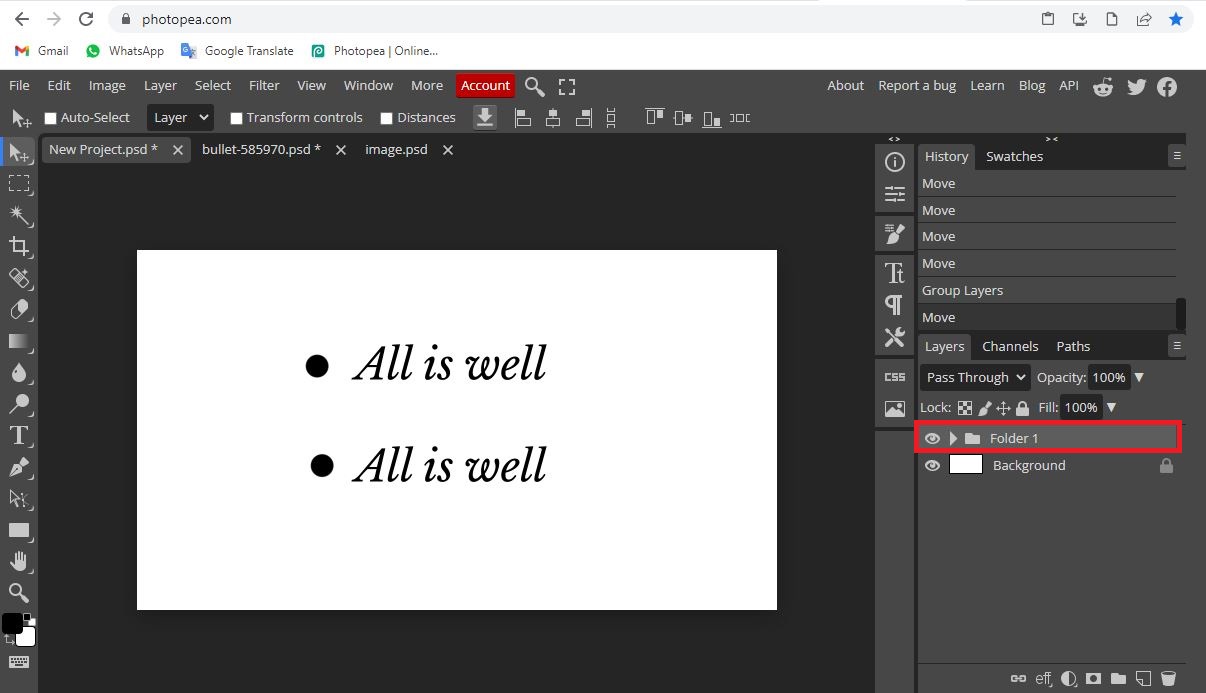 photopea.com
Gmail WhatsApp Google Translate Photopea | Online...
File Edit Image Layer Select Filter View Window More Account About Report a bug Learn Blog API
Auto-Select Layer Transform controls Distances
New Project.psd * bullet-585970.psd * image.psd
History Swatches
Move
Move
Move
Move
Group Layers
Move
All is well
All is well
Layers Channels Paths
CSS
Pass Through Opacity: 100%
Lock: Fill: 100%
Folder 1
Background
eff